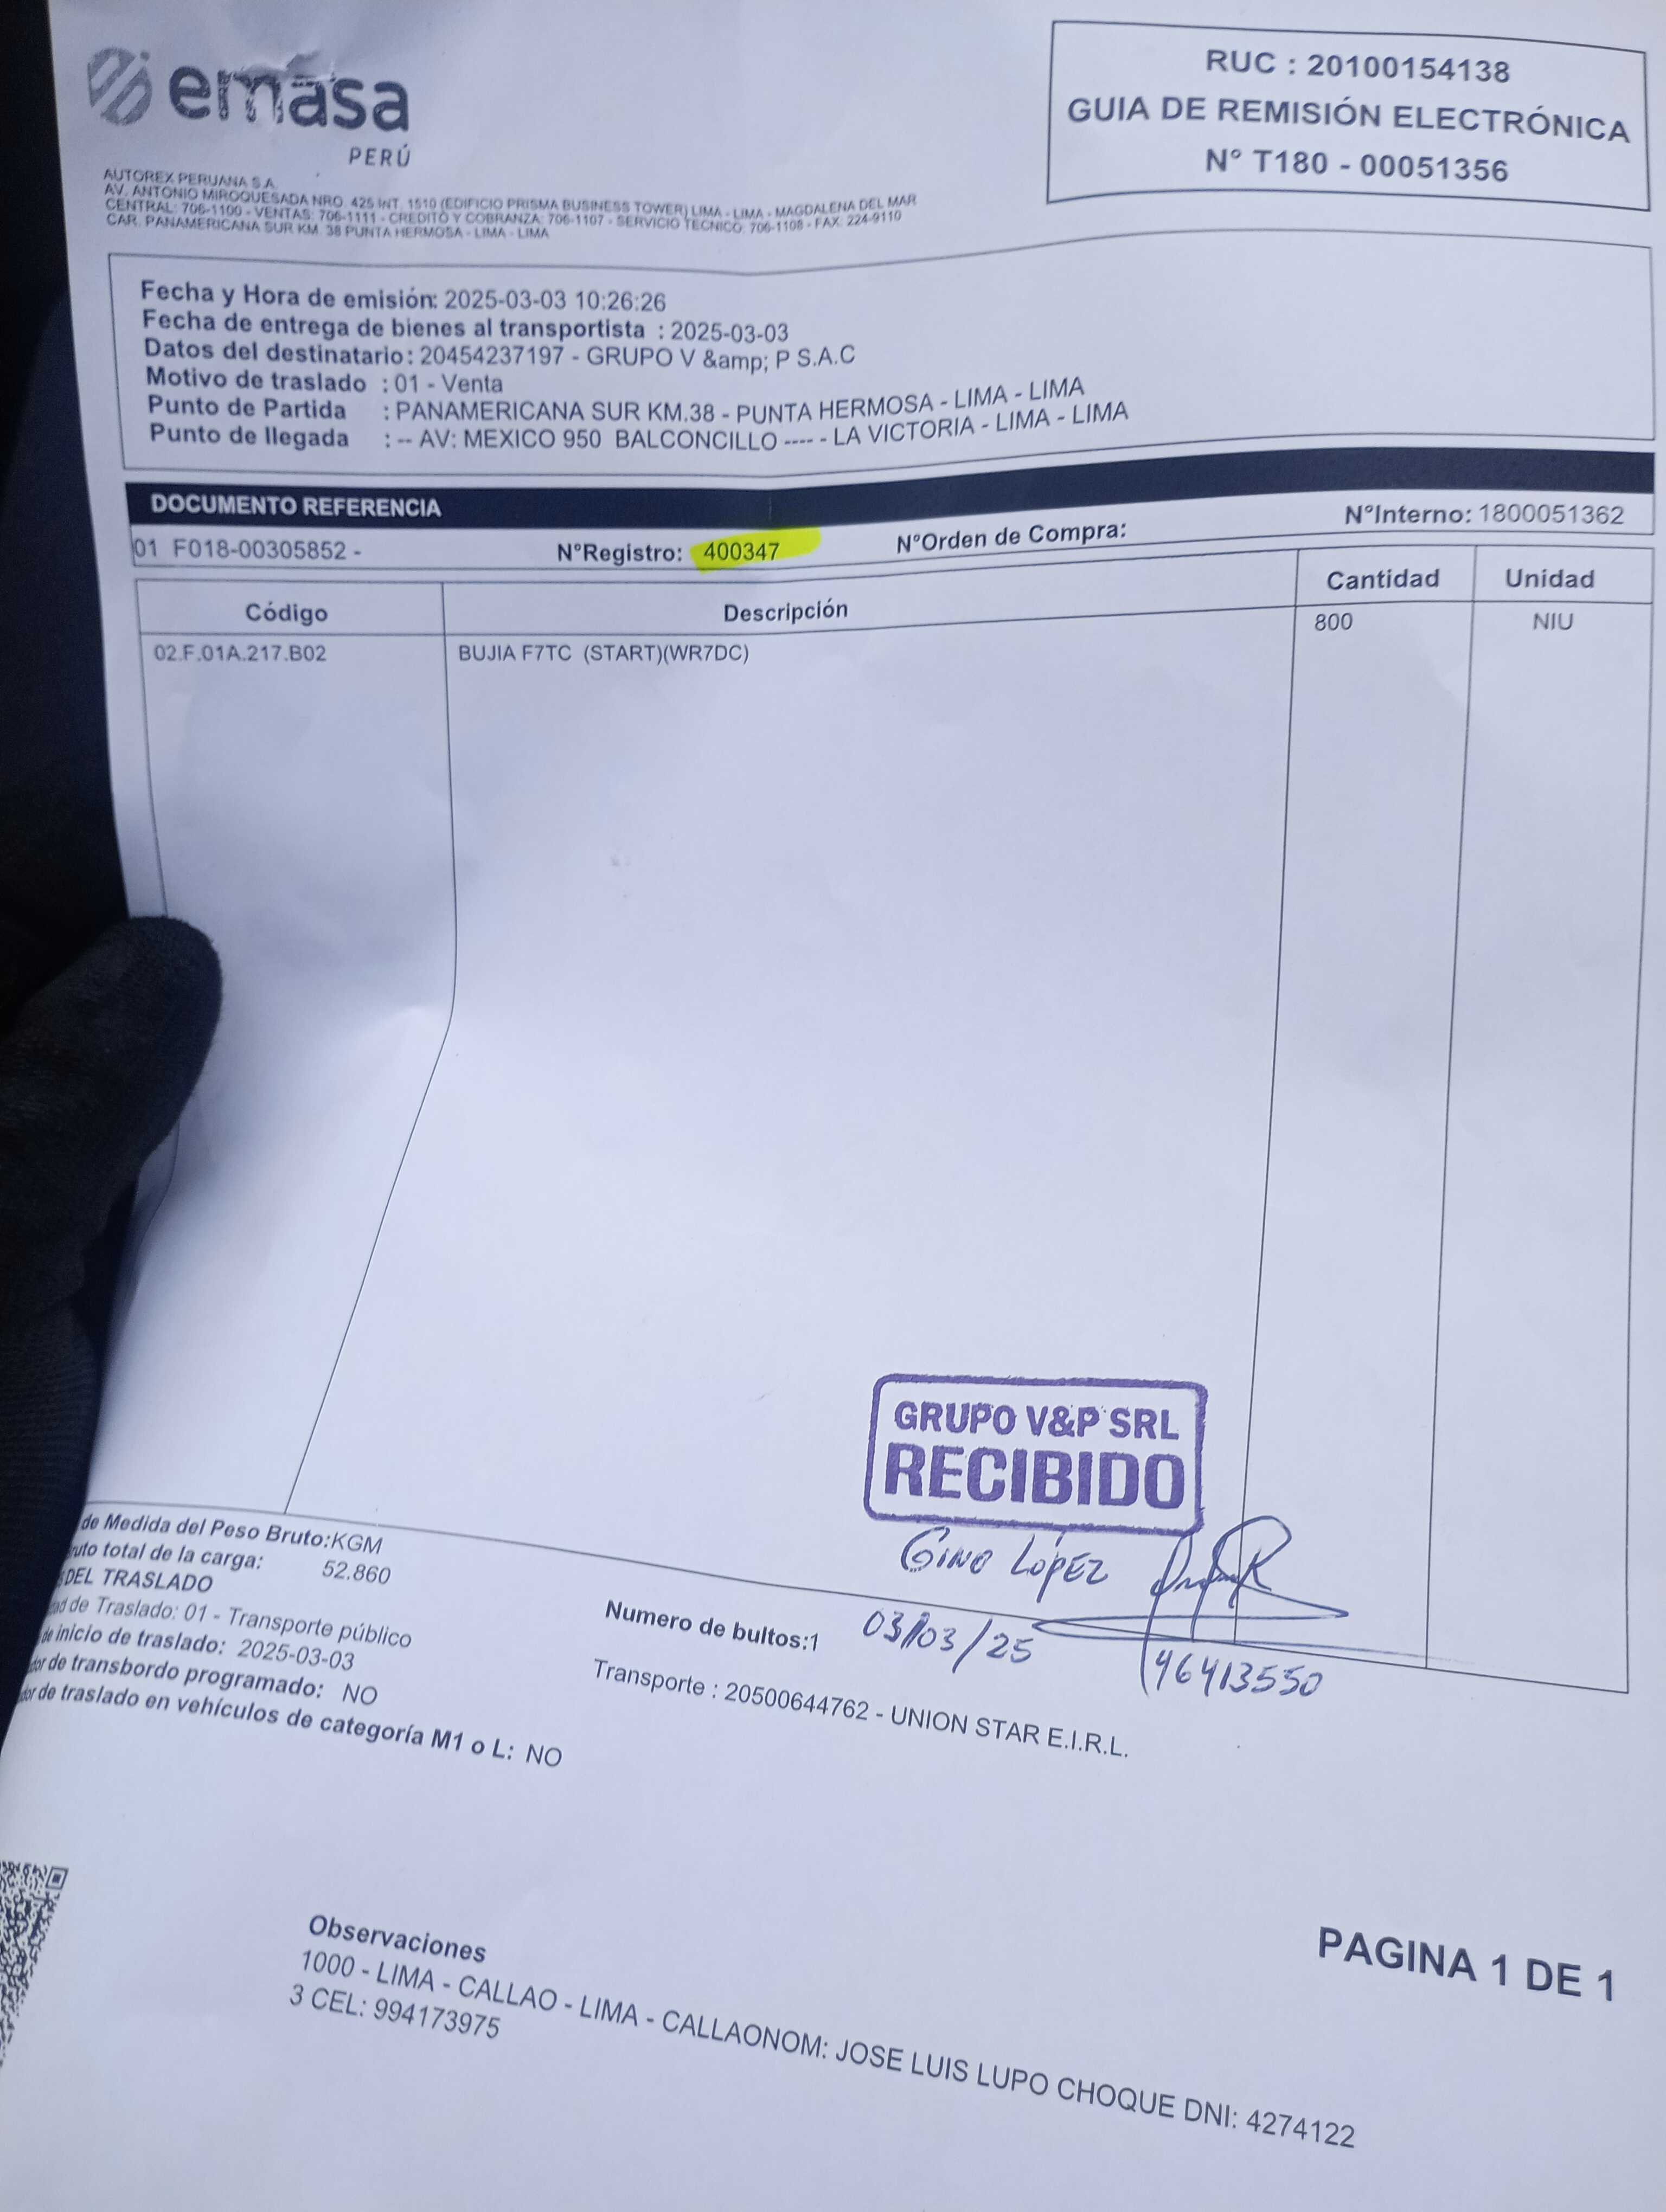 emasa
PERÚ
RUC : 20100154138
GUIA DE REMISIÓN ELECTRÓNICA
N° T180 - 00051356
AUTOREX PERUANA S.A.
AV. ANTONIO MIROQUESADA NRO. 425 INT. 1510 (EDIFICIO PRISMA BUSINESS TOWER) LIMA - LIMA - MAGDALENA DEL MAR
CENTRAL: 706-1100 - VENTAS: 706-1111 - CREDITO Y COBRANZA: 706-1107 - SERVICIO TECNICO: 706-1108 - FAX: 224-9110
CAR. PANAMERICANA SUR KM. 38 PUNTA HERMOSA - LIMA - LIMA
Fecha y Hora de emisión: 2025-03-03 10:26:26
Fecha de entrega de bienes al transportista : 2025-03-03
Datos del destinatario: 20454237197 - GRUPO V &amp; P S.A.C
Motivo de traslado : 01 - Venta
Punto de Partida : PANAMERICANA SUR KM.38 - PUNTA HERMOSA - LIMA - LIMA
Punto de llegada : -- AV: MEXICO 950 BALCONCILLO ---- - LA VICTORIA - LIMA - LIMA
DOCUMENTO REFERENCIA
01 F018-00305852 - N°Registro: 400347 N°Orden de Compra: N°Interno: 1800051362
Código Descripción Cantidad Unidad
02.F.01A.217.B02 BUJIA F7TC (START)(WR7DC) 800 NIU
GRUPO V&P SRL
RECIBIDO
GINO LÓPEZ
03/03/25
46413550
de Medida del Peso Bruto:KGM
uto total de la carga: 52.860
DEL TRASLADO
de Traslado: 01 - Transporte público
de inicio de traslado: 2025-03-03
de transbordo programado: NO
de traslado en vehículos de categoría M1 o L: NO
Numero de bultos:1
Transporte : 20500644762 - UNION STAR E.I.R.L.
Observaciones
1000 - LIMA - CALLAO - LIMA - CALLAONOM: JOSE LUIS LUPO CHOQUE DNI: 4274122
3 CEL: 994173975
PAGINA 1 DE 1